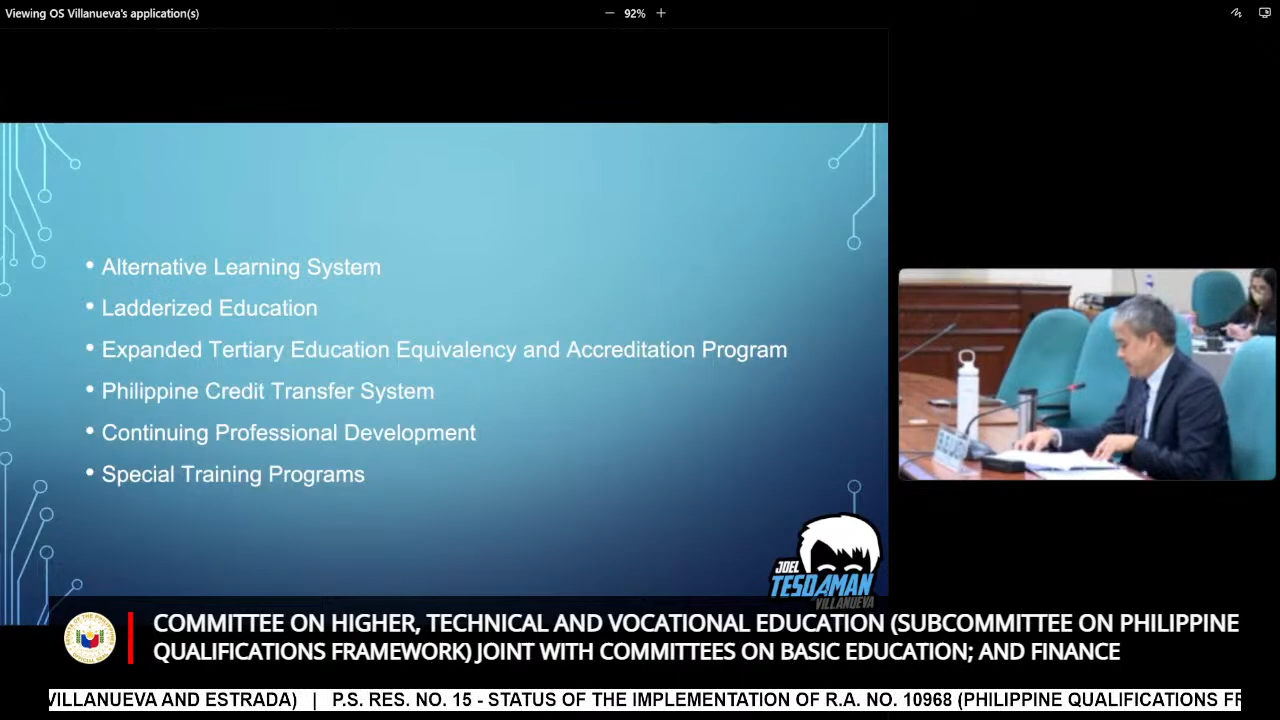 Viewing OS Villanueva's application(s)
92%
• Alternative Learning System
• Ladderized Education
• Expanded Tertiary Education Equivalency and Accreditation Program
• Philippine Credit Transfer System
• Continuing Professional Development
• Special Training Programs
JOEL
TESDAMAN
VILLANUEVA
COMMITTEE ON HIGHER, TECHNICAL AND VOCATIONAL EDUCATION (SUBCOMMITTEE ON PHILIPPINE
QUALIFICATIONS FRAMEWORK) JOINT WITH COMMITTEES ON BASIC EDUCATION; AND FINANCE
VILLANUEVA AND ESTRADA) | P.S. RES. NO. 15 - STATUS OF THE IMPLEMENTATION OF R.A. NO. 10968 (PHILIPPINE QUALIFICATIONS FR